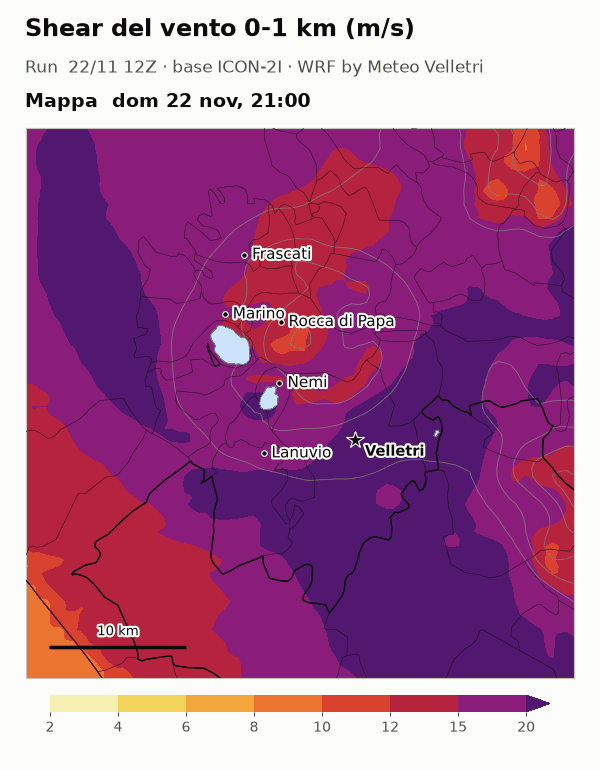 Shear del vento 0-1 km (m/s)
Run  22/11 12Z · base ICON-2I · WRF by Meteo Velletri
Mappa  dom 22 nov, 21:00
Frascati
Marino
Rocca di Papa
Nemi
Velletri
Lanuvio
10 km
2 4 6 8 10 12 15 20